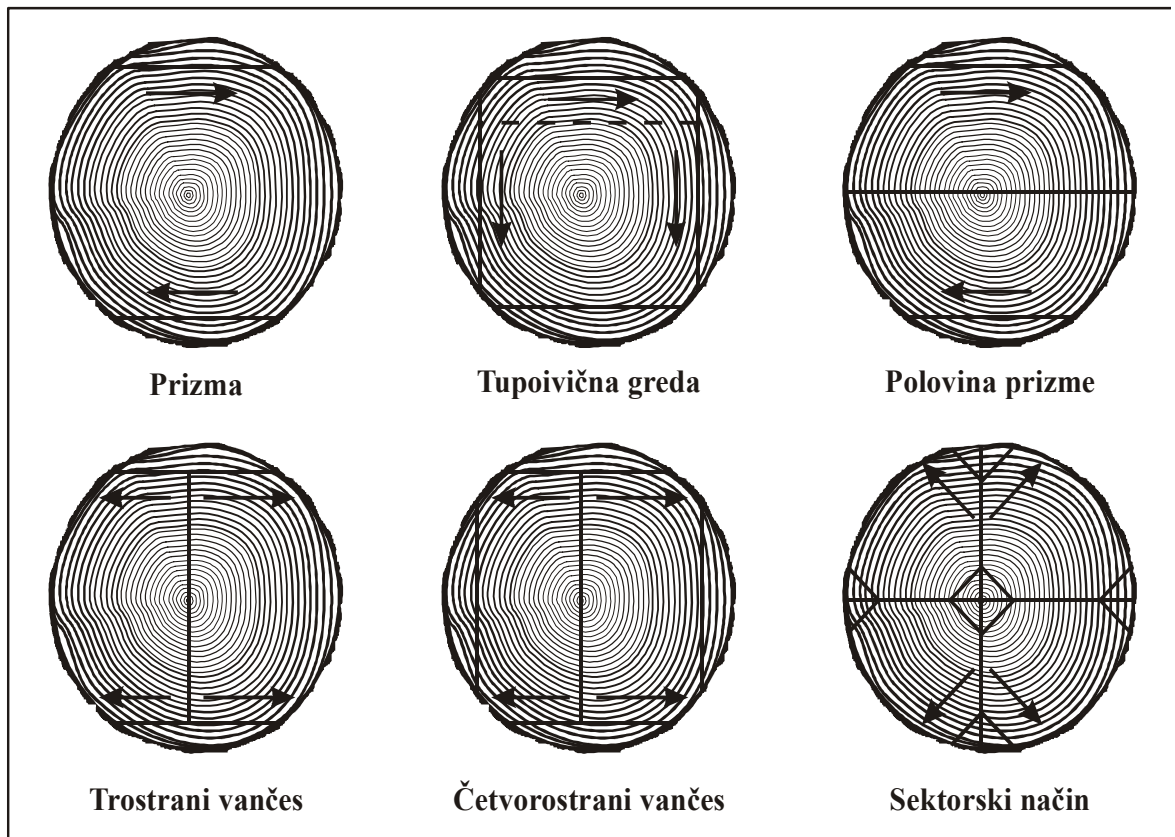 Prizma
Tupoivična greda
Polovina prizme
Trostrani vančes
Četvorostrani vančes
Sektorski način